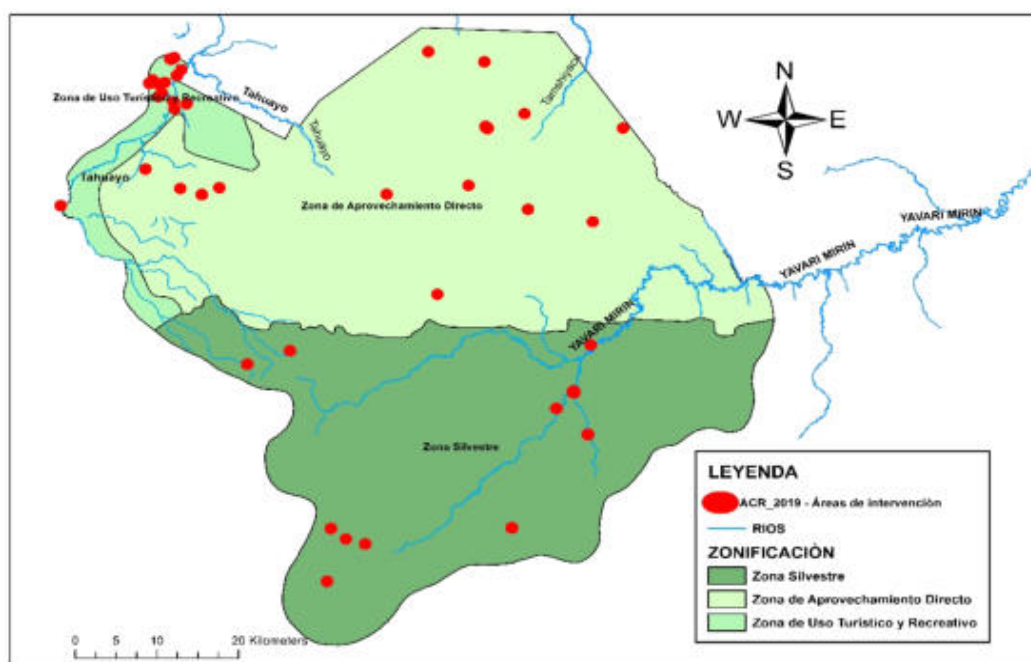 N
W E
S
Zona de Uso Turístico y Recreativo
Tahuayo
Tahuayo
Tamshiyacu
Tahuayo
Zona de Aprovechamiento Directo
YAVARI MIRIN
YAVARI MIRIN
YAVARI MIRIN
Zona Silvestre
LEYENDA
ACR_2019 - Áreas de intervención
RIOS
ZONIFICACIÒN
Zona Silvestre
Zona de Aprovechamiento Directo
Zona de Uso Turístico y Recreativo
0 5 10 20 Kilometers